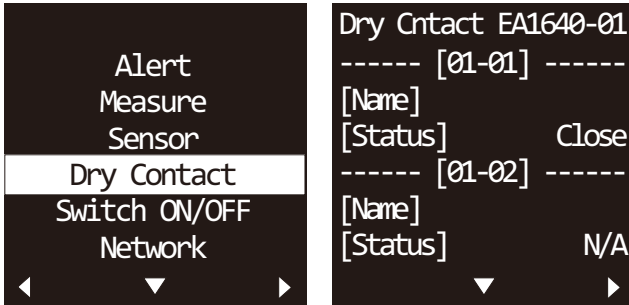 Alert
Measure
Sensor
Dry Contact
Switch ON/OFF
Network
Dry Cntact EA1640-01
------ [01-01] ------
[Name]
[Status] Close
------ [01-02] ------
[Name]
[Status] N/A